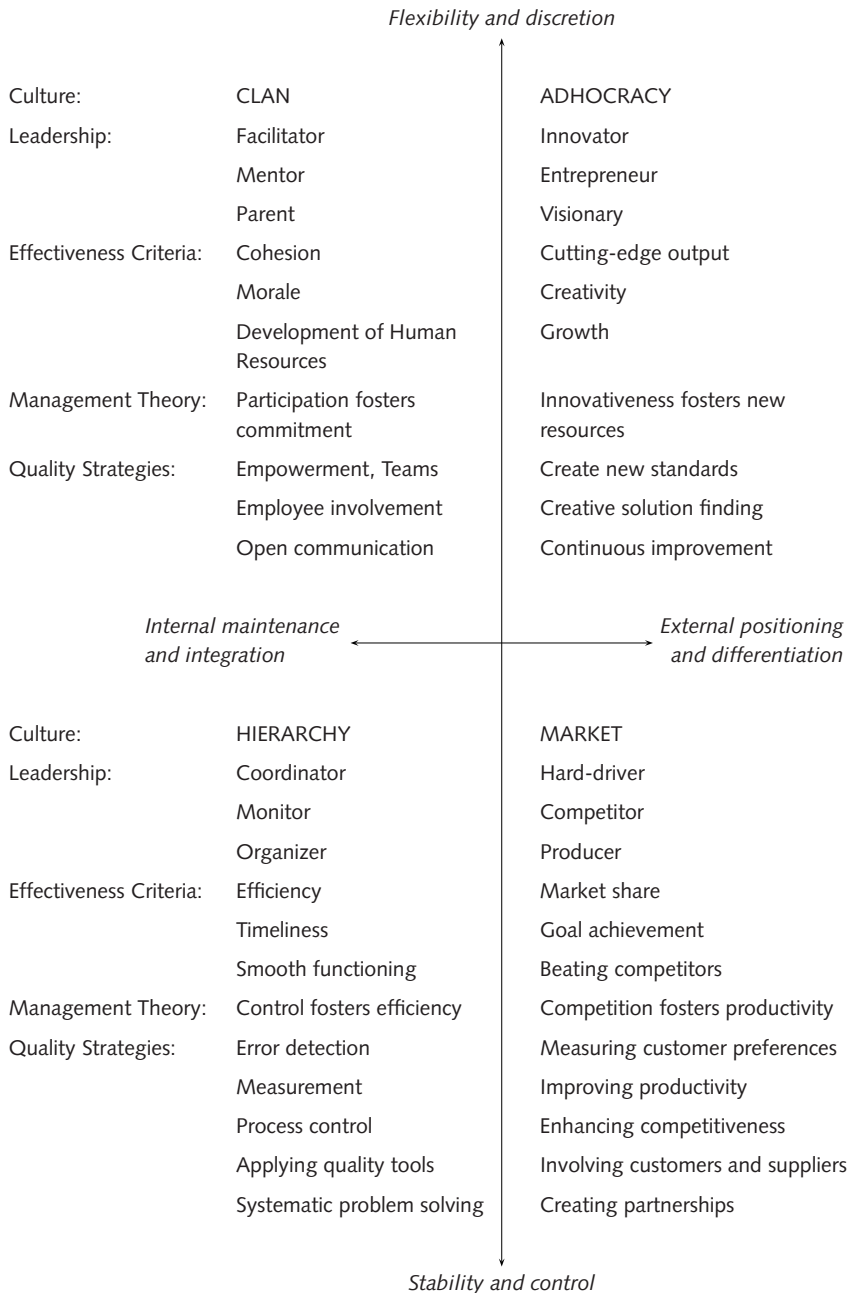 Flexibility and discretion
Culture: CLAN ADHOCRACY
Leadership: Facilitator Innovator
Mentor Entrepreneur
Parent Visionary
Effectiveness Criteria: Cohesion Cutting-edge output
Morale Creativity
Development of Human Growth
Resources
Management Theory: Participation fosters Innovativeness fosters new
commitment resources
Quality Strategies: Empowerment, Teams Create new standards
Employee involvement Creative solution finding
Open communication Continuous improvement
Internal maintenance External positioning
and integration and differentiation
Culture: HIERARCHY MARKET
Leadership: Coordinator Hard-driver
Monitor Competitor
Organizer Producer
Effectiveness Criteria: Efficiency Market share
Timeliness Goal achievement
Smooth functioning Beating competitors
Management Theory: Control fosters efficiency Competition fosters productivity
Quality Strategies: Error detection Measuring customer preferences
Measurement Improving productivity
Process control Enhancing competitiveness
Applying quality tools Involving customers and suppliers
Systematic problem solving Creating partnerships
Stability and control